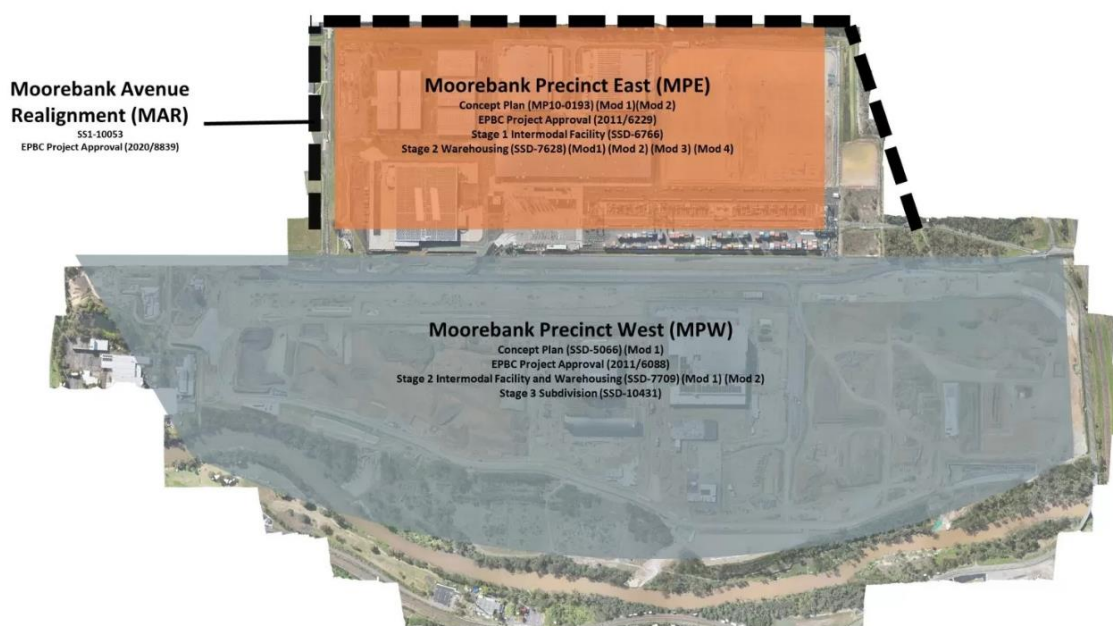 Moorebank Avenue
Realignment (MAR)
SS1-10053
EPBC Project Approval (2020/8839)
Moorebank Precinct East (MPE)
Concept Plan (MP10-0193) (Mod 1)(Mod 2)
EPBC Project Approval (2011/6229)
Stage 1 Intermodal Facility (SSD-6766)
Stage 2 Warehousing (SSD-7628) (Mod1) (Mod 2) (Mod 3) (Mod 4)
Moorebank Precinct West (MPW)
Concept Plan (SSD-5066) (Mod 1)
EPBC Project Approval (2011/6088)
Stage 2 Intermodal Facility and Warehousing (SSD-7709) (Mod 1) (Mod 2)
Stage 3 Subdivision (SSD-10431)